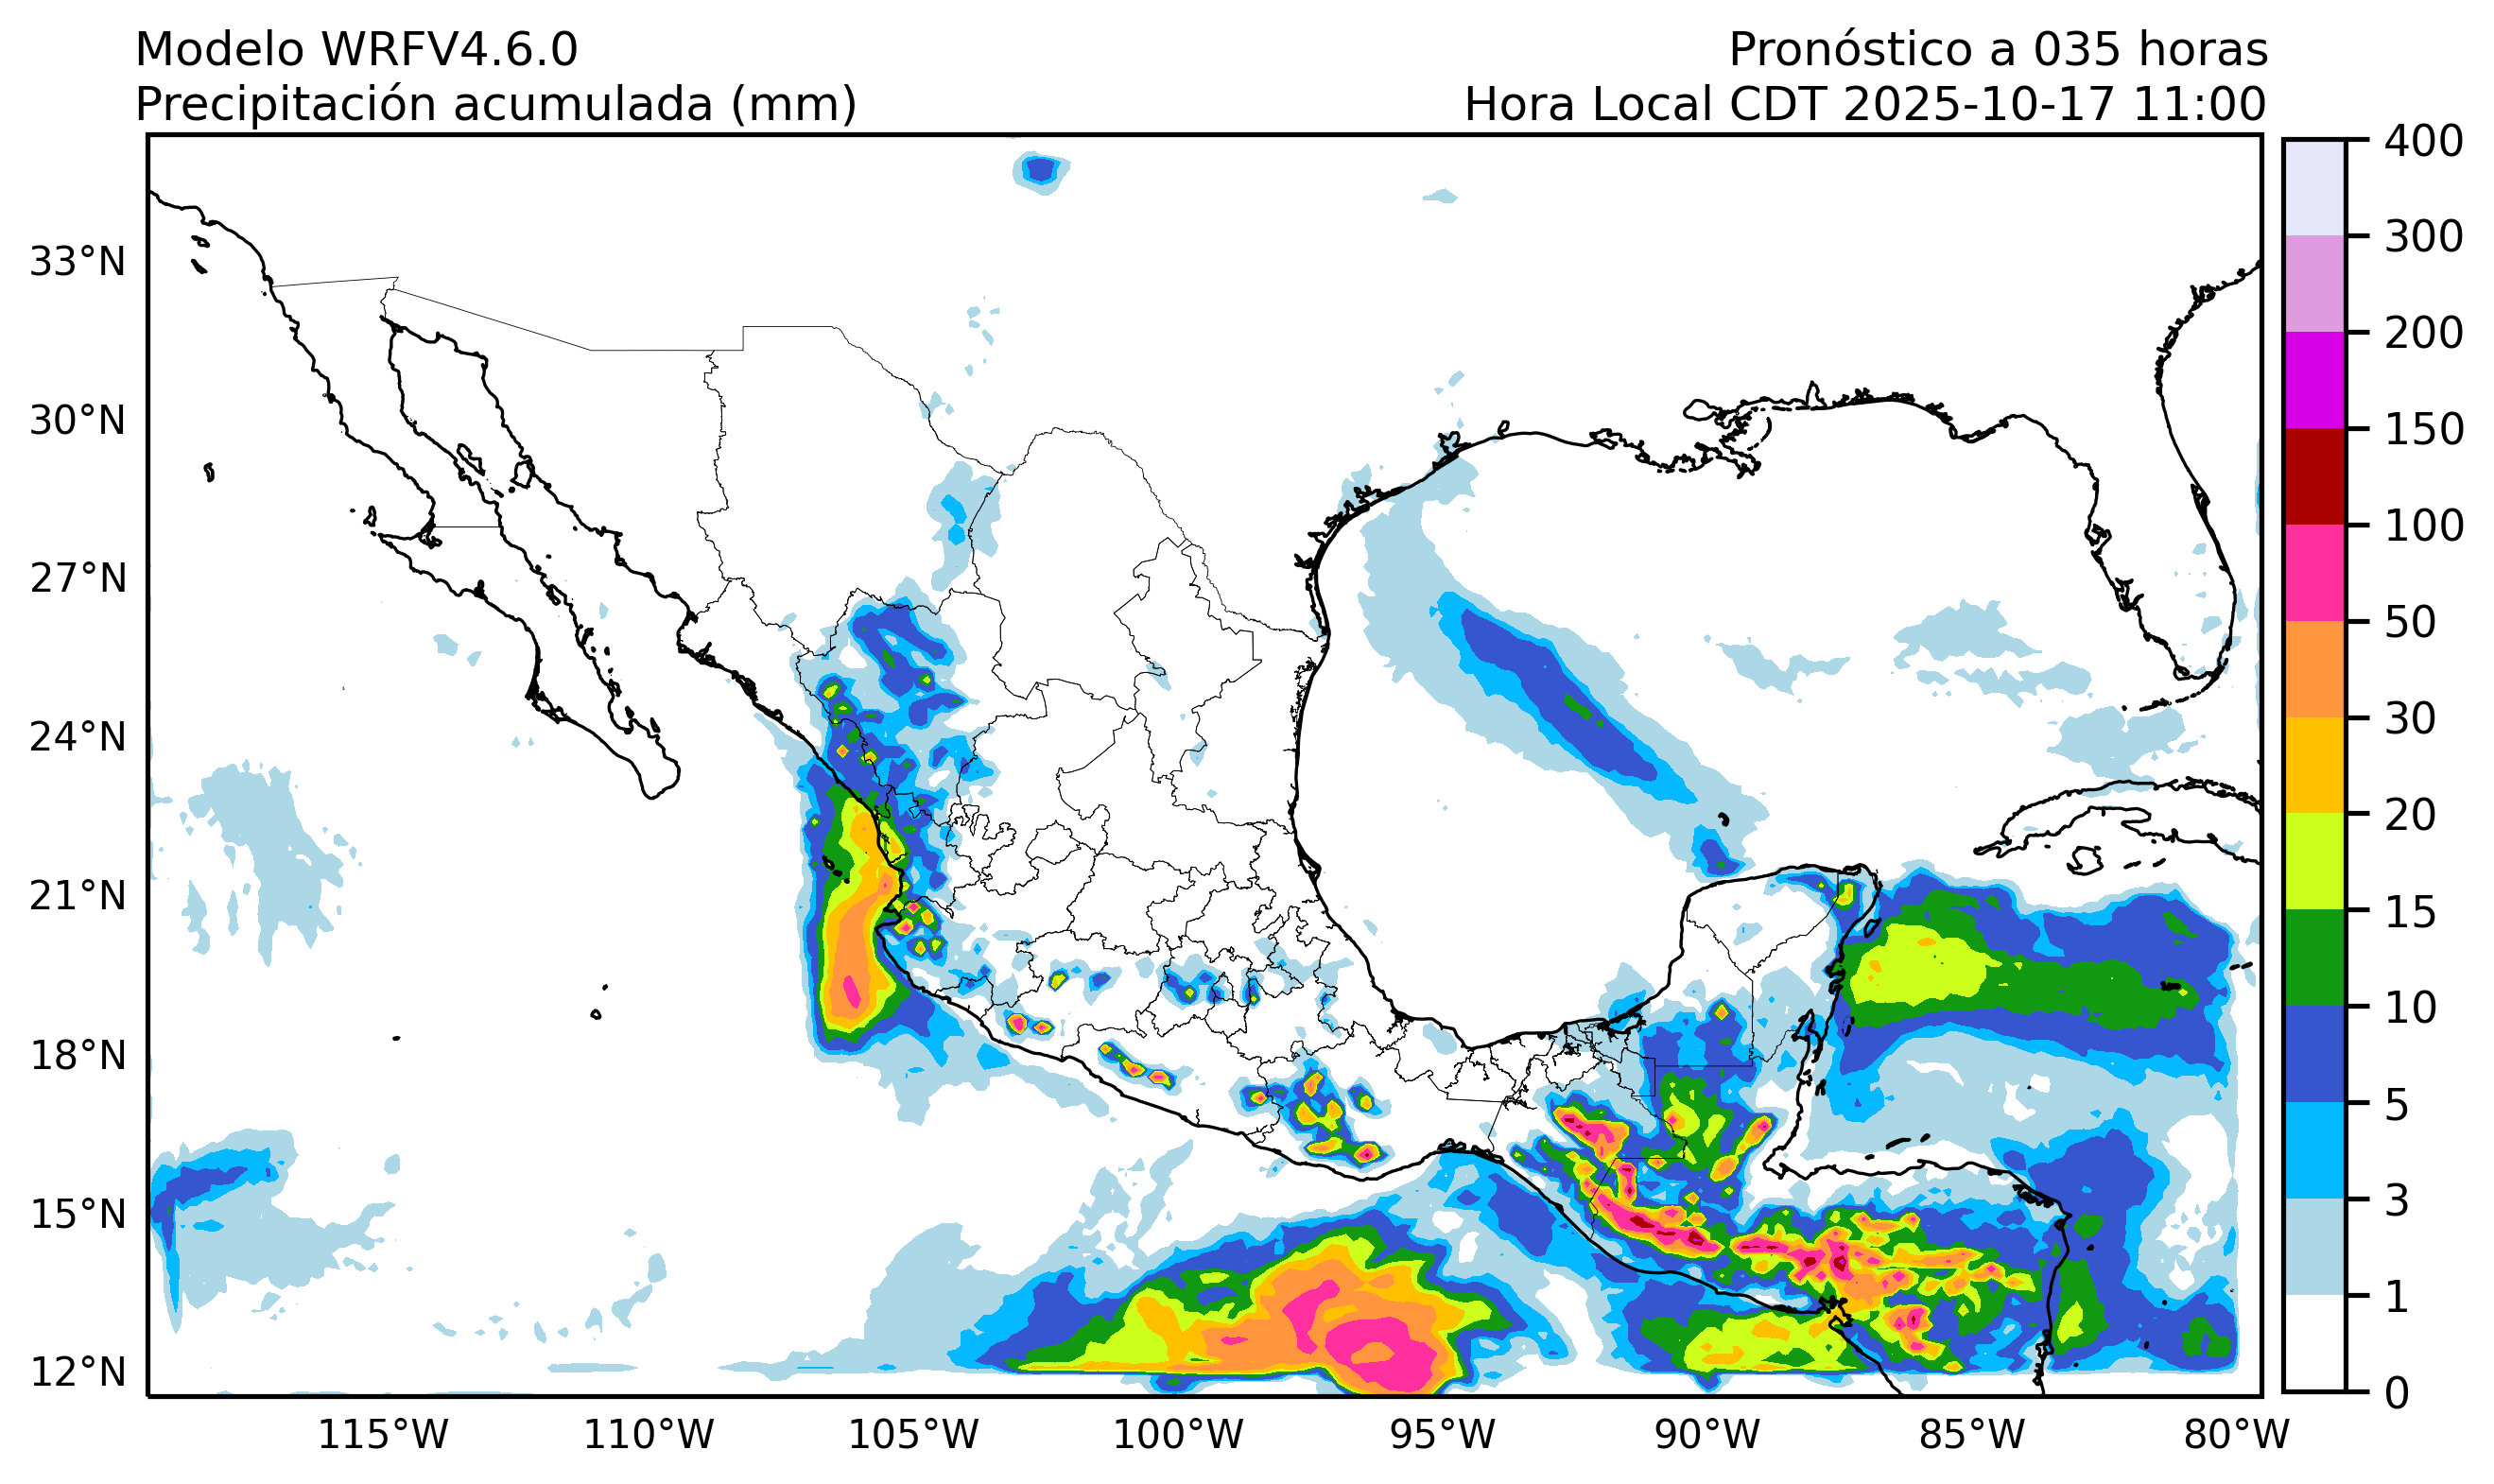 Modelo WRFV4.6.0
Pronóstico a 035 horas
Precipitación acumulada (mm)
Hora Local CDT 2025-10-17 11:00
33°N
30°N
27°N
24°N
21°N
18°N
15°N
12°N
115°W
110°W
105°W
100°W
95°W
90°W
85°W
80°W
400
300
200
150
100
50
30
20
15
10
5
3
1
0